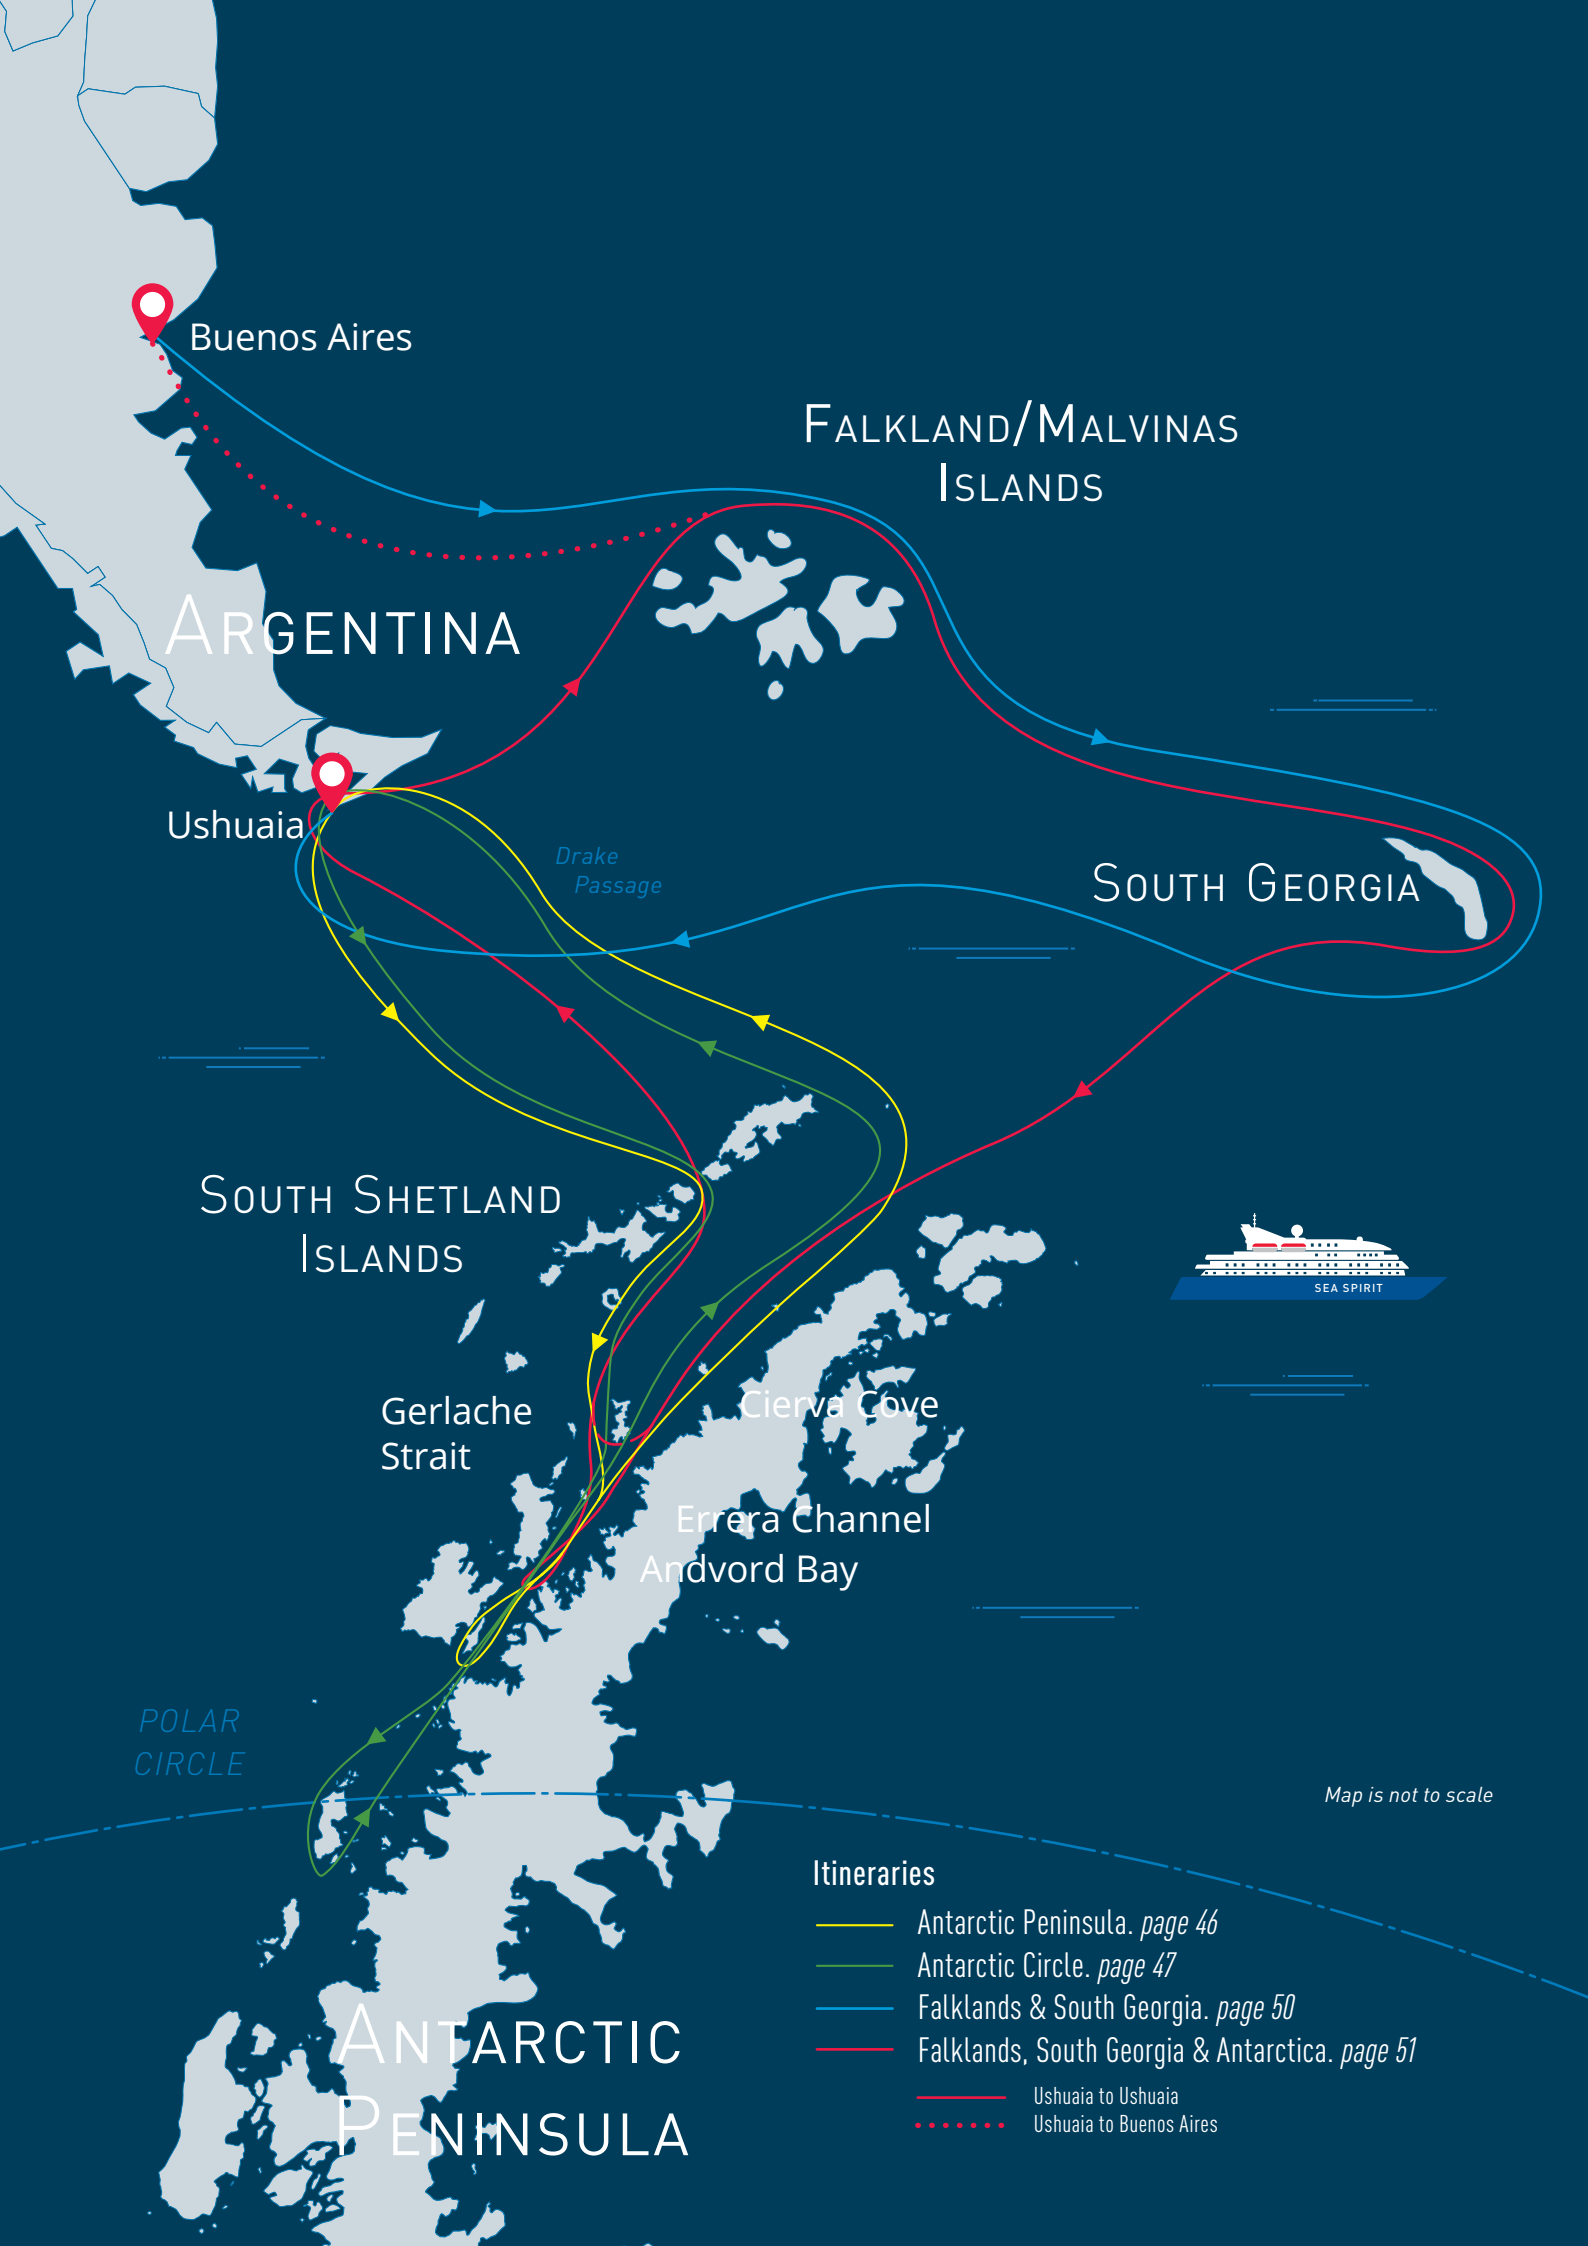 Buenos Aires
FALKLAND/MALVINAS
ISLANDS
ARGENTINA
Ushuaia
Drake
Passage
SOUTH GEORGIA
SOUTH SHETLAND
ISLANDS
SEA SPIRIT
Gerlache
Strait
Cierva Cove
Errera Channel
Andvord Bay
POLAR
CIRCLE
Map is not to scale
Itineraries
Antarctic Peninsula. page 46
Antarctic Circle. page 47
Falklands & South Georgia. page 50
Falklands, South Georgia & Antarctica. page 51
Ushuaia to Ushuaia
Ushuaia to Buenos Aires
ANTARCTIC
PENINSULA